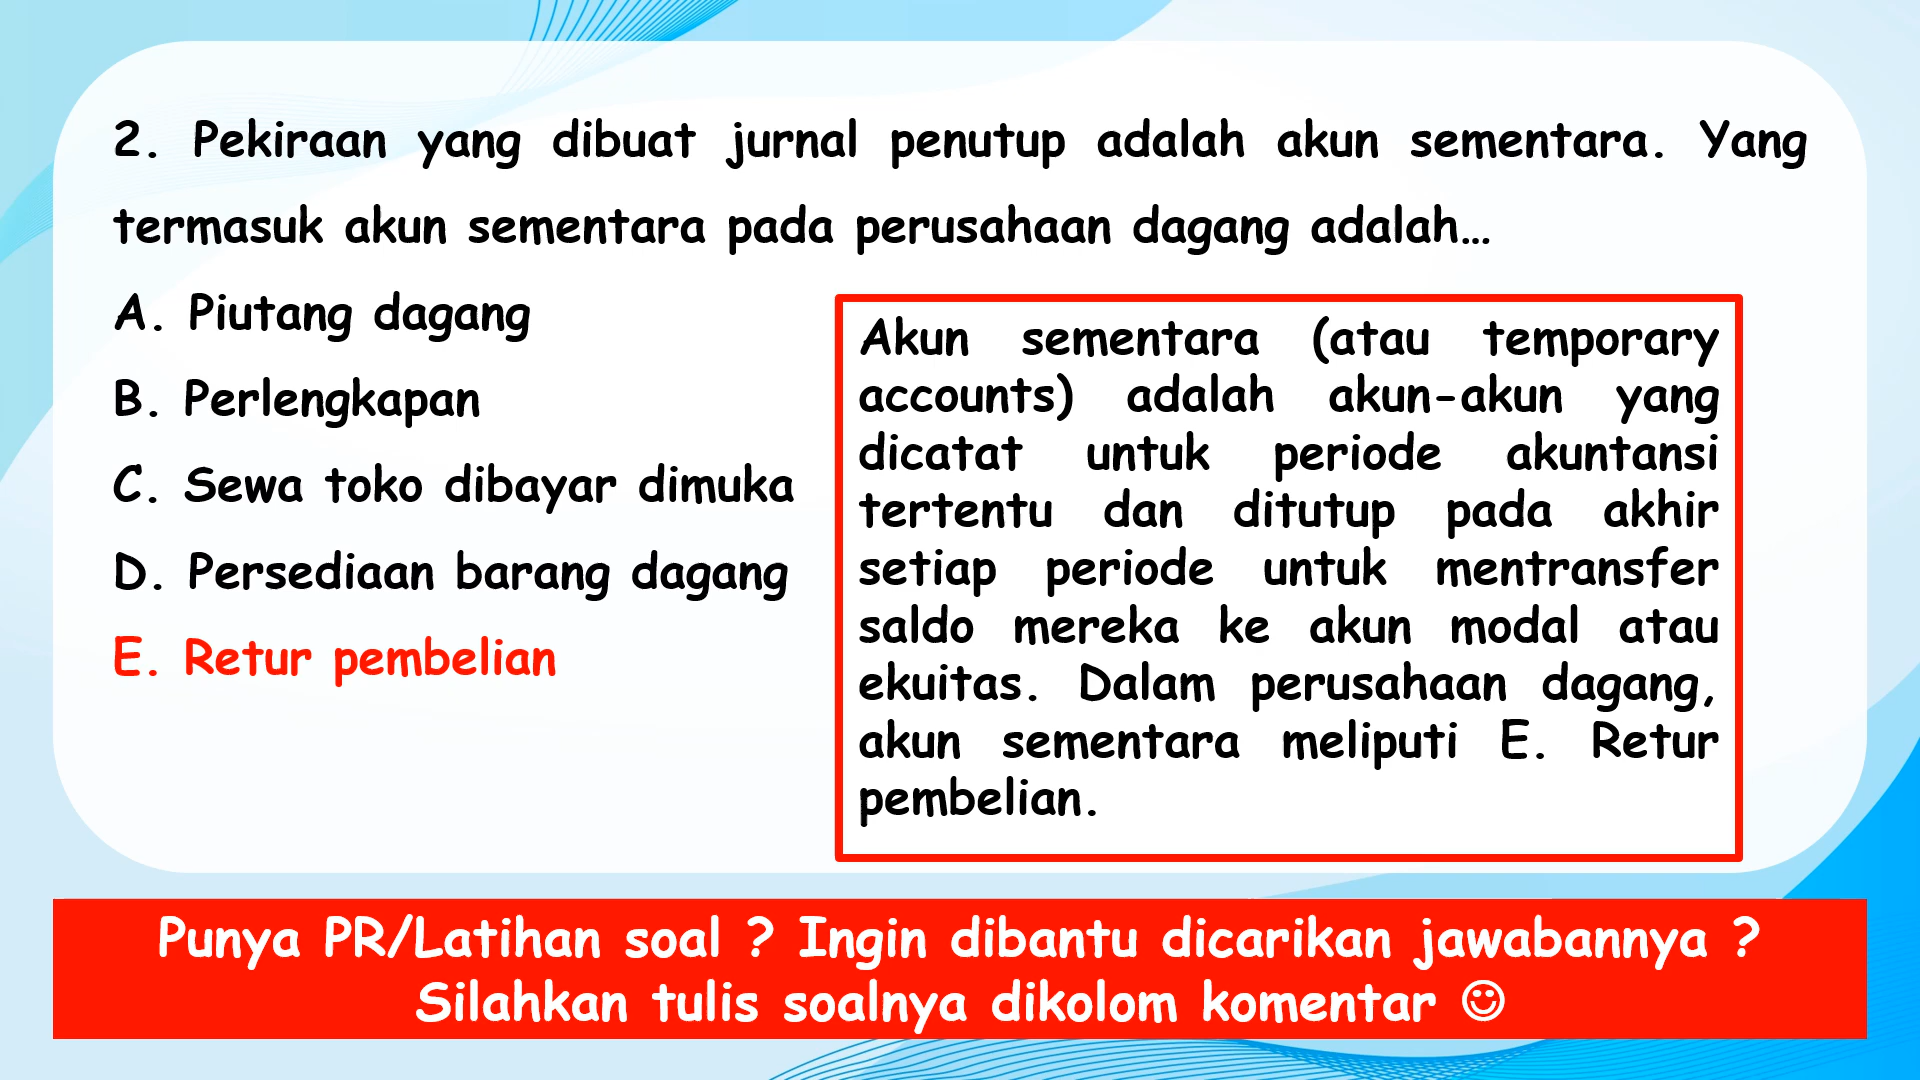 2. Pekiraan yang dibuat jurnal penutup adalah akun sementara. Yang
termasuk akun sementara pada perusahaan dagang adalah...
A. Piutang dagang
B. Perlengkapan
C. Sewa toko dibayar dimuka
D. Persediaan barang dagang
E. Retur pembelian
Akun sementara (atau temporary
accounts) adalah akun-akun yang
dicatat untuk periode akuntansi
tertentu dan ditutup pada akhir
setiap periode untuk mentransfer
saldo mereka ke akun modal atau
ekuitas. Dalam perusahaan dagang,
akun sementara meliputi E. Retur
pembelian.
Punya PR/Latihan soal ? Ingin dibantu dicarikan jawabannya ?
Silahkan tulis soalnya dikolom komentar ☺